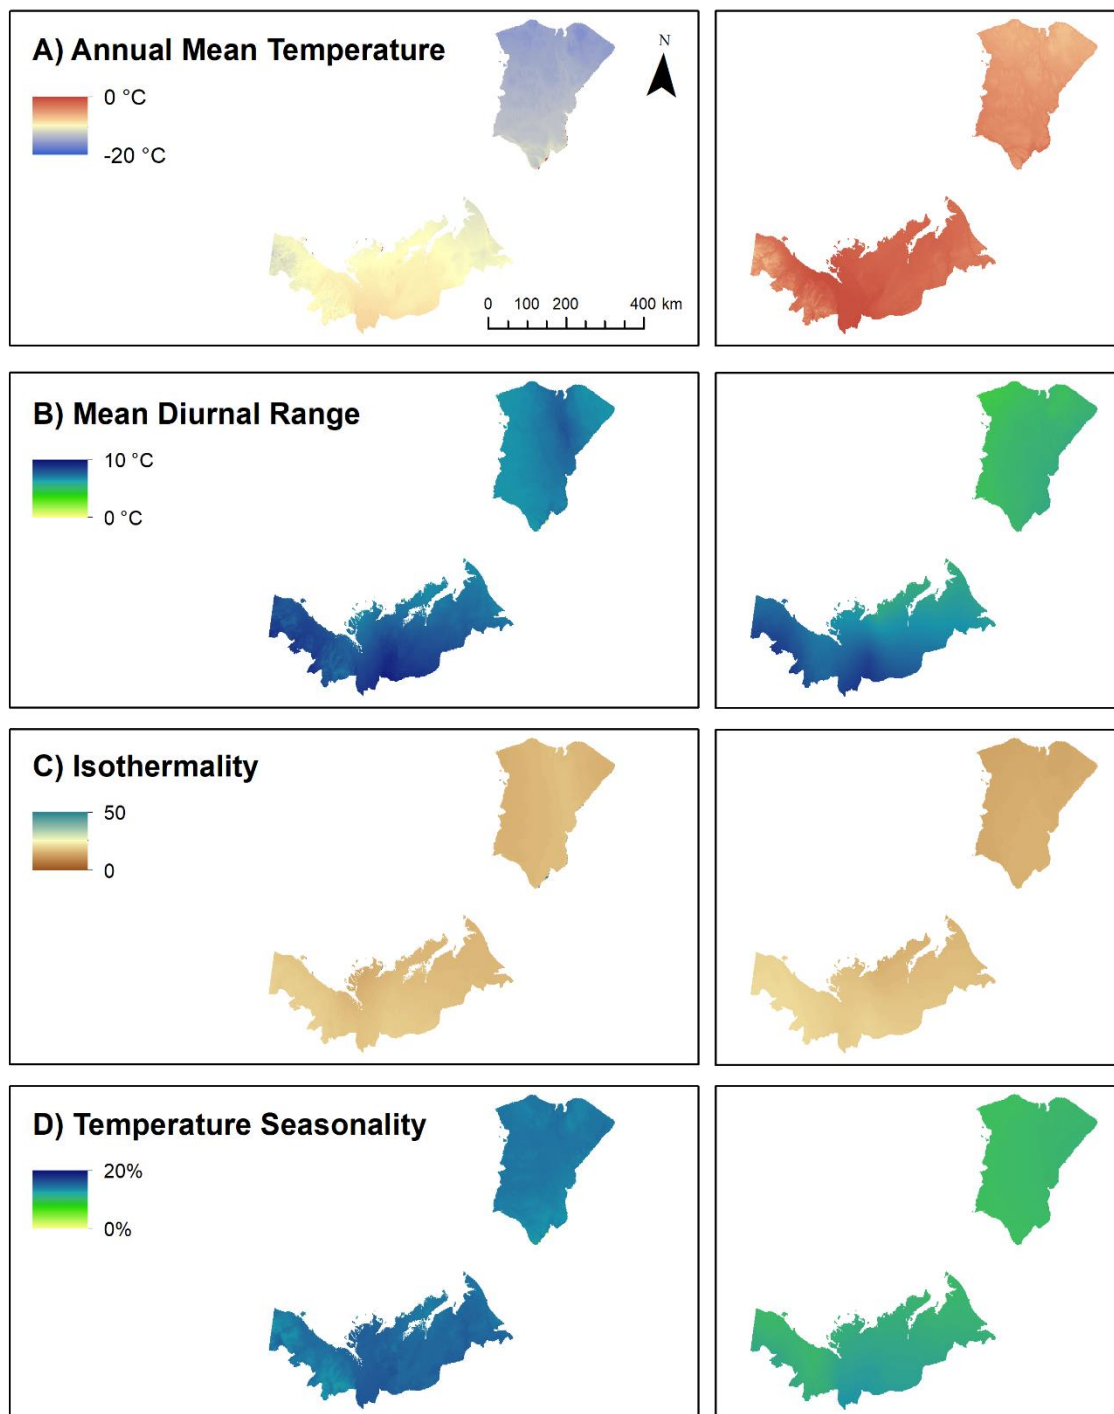 A) Annual Mean Temperature
N
0 °C
-20 °C
0 100 200 400 km
B) Mean Diurnal Range
10 °C
0 °C
C) Isothermality
50
0
D) Temperature Seasonality
20%
0%